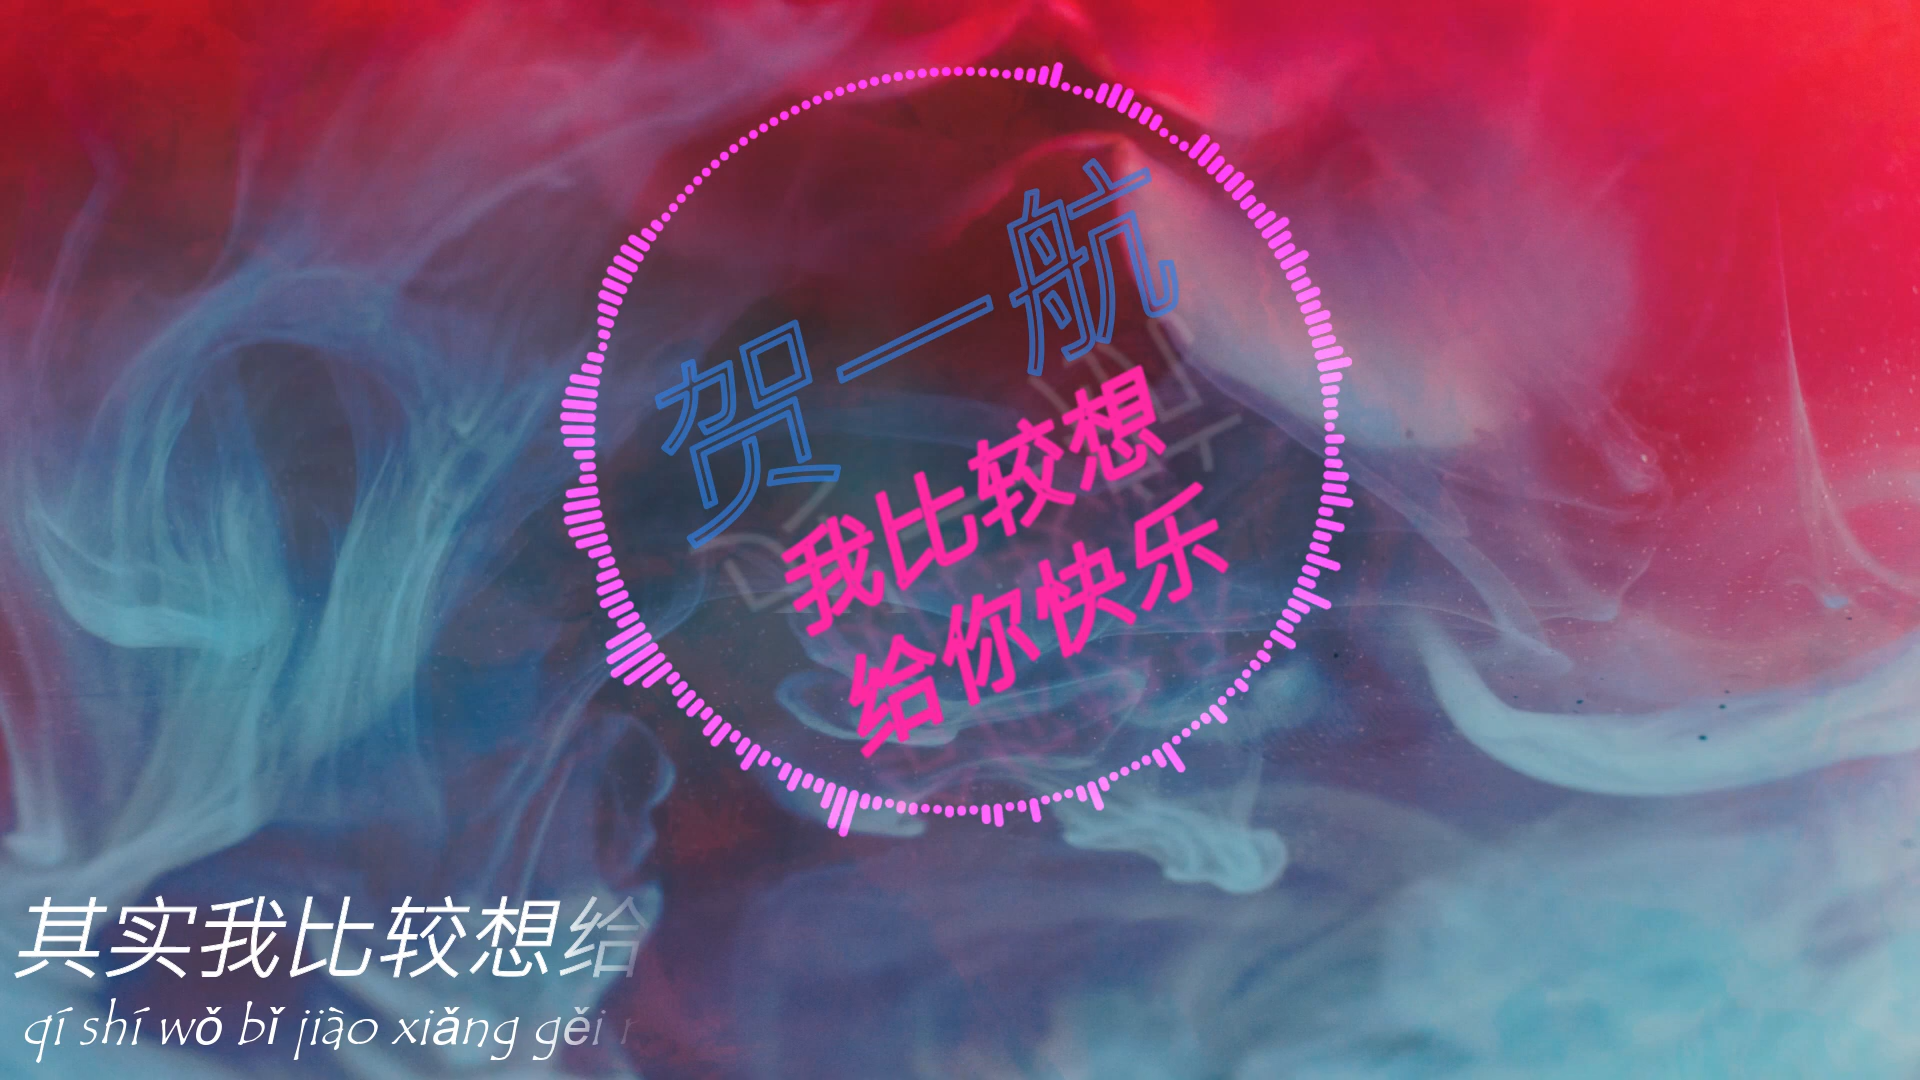 贺一航
我比较想
给你快乐
其实我比较想给
qí shí wǒ bǐ jiào xiǎng gěi